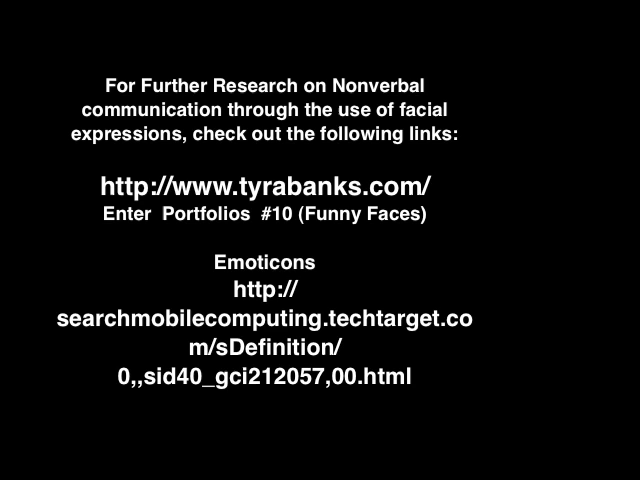 For Further Research on Nonverbal
communication through the use of facial
expressions, check out the following links:
http://www.tyrabanks.com/
Enter  Portfolios  #10 (Funny Faces)
Emoticons
http://
searchmobilecomputing.techtarget.co
m/sDefinition/
0,,sid40_gci212057,00.html